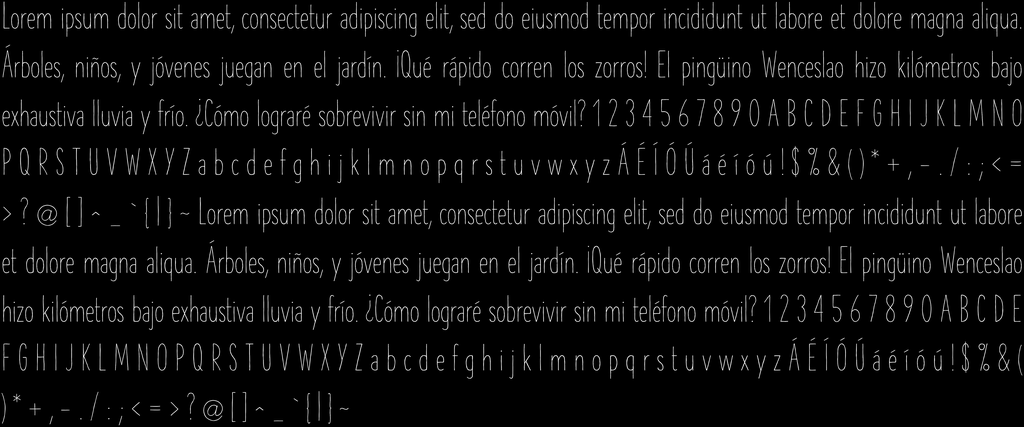 Lorem ipsum dolor sit amet, consectetur adipiscing elit, sed do eiusmod tempor incididunt ut labore et dolore magna aliqua.
Árboles, niños, y jóvenes juegan en el jardín. ¡Qué rápido corren los zorros! El pingüino Wenceslao hizo kilómetros bajo
exhaustiva lluvia y frío. ¿Cómo lograré sobrevivir sin mi teléfono móvil? 1 2 3 4 5 6 7 8 9 0 A B C D E F G H I J K L M N O
P Q R S T U V W X Y Z a b c d e f g h i j k l m n o p q r s t u v w x y z Á É Í Ó Ú á é í ó ú ! $ % & ( ) * + , - . / : ; < =
> ? @ [ ] ^ _ ` { | } ~ Lorem ipsum dolor sit amet, consectetur adipiscing elit, sed do eiusmod tempor incididunt ut labore
et dolore magna aliqua. Árboles, niños, y jóvenes juegan en el jardín. ¡Qué rápido corren los zorros! El pingüino Wenceslao
hizo kilómetros bajo exhaustiva lluvia y frío. ¿Cómo lograré sobrevivir sin mi teléfono móvil? 1 2 3 4 5 6 7 8 9 0 A B C D E
F G H I J K L M N O P Q R S T U V W X Y Z a b c d e f g h i j k l m n o p q r s t u v w x y z Á É Í Ó Ú á é í ó ú ! $ % & (
) * + , - . / : ; < = > ? @ [ ] ^ _ ` { | } ~